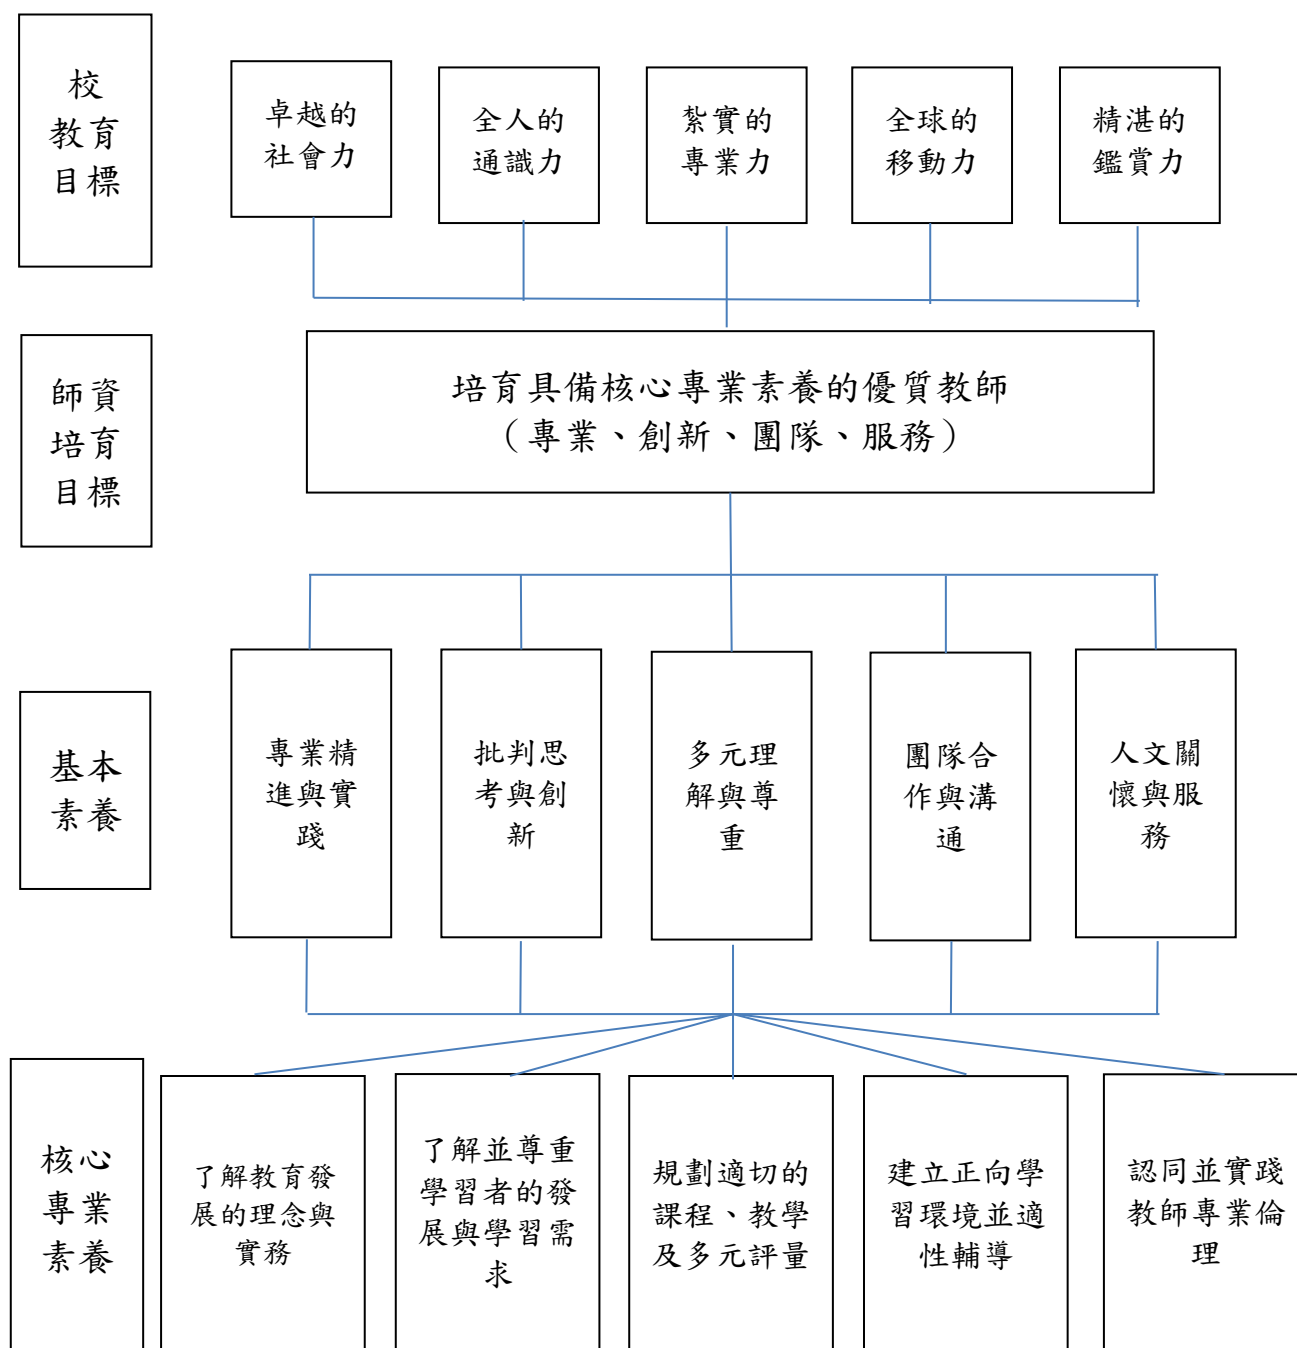 校
教育
目標
卓越的
社會力
全人的
通識力
紮實的
專業力
全球的
移動力
精湛的
鑑賞力
師資
培育
目標
培育具備核心專業素養的優質教師
（專業、創新、團隊、服務）
基本
素養
專業精
進與實
踐
批判思
考與創
新
多元理
解與尊
重
團隊合
作與溝
通
人文關
懷與服
務
核心
專業
素養
了解教育發
展的理念與
實務
了解並尊重
學習者的發
展與學習需
求
規劃適切的
課程、教學
及多元評量
建立正向學
習環境並適
性輔導
認同並實踐
教師專業倫
理